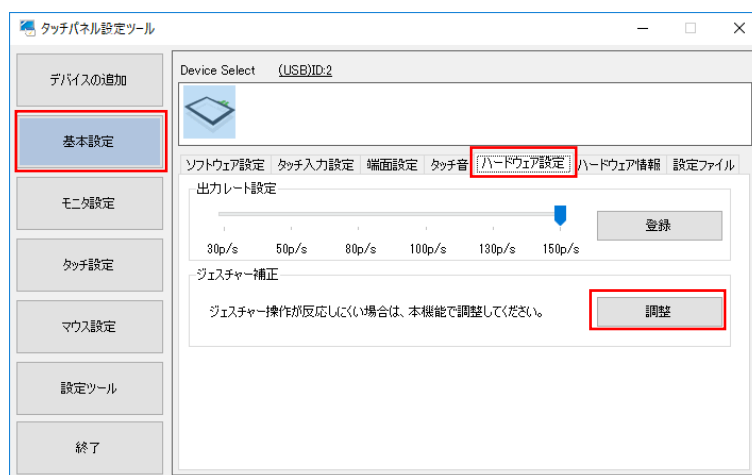 タッチパネル設定ツール
デバイスの追加
基本設定
モニタ設定
タッチ設定
マウス設定
設定ツール
終了
Device Select (USB)ID:2
ソフトウェア設定 タッチ入力設定 端面設定 タッチ音 ハードウェア設定 ハードウェア情報 設定ファイル
出力レート設定
30p/s 50p/s 80p/s 100p/s 130p/s 150p/s
登録
ジェスチャー補正
ジェスチャー操作が反応しにくい場合は、本機能で調整してください。
調整